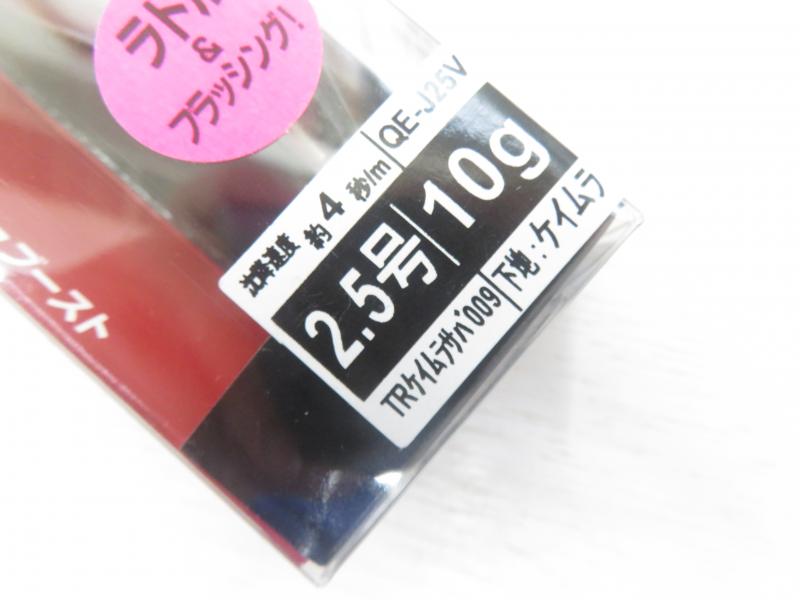 ラトル
&
フラッシング!
ブースト
沈降速度 約4秒/m
QE-J25V
2.5号
10g
TRケイムラサバ009
下地:ケイムラ